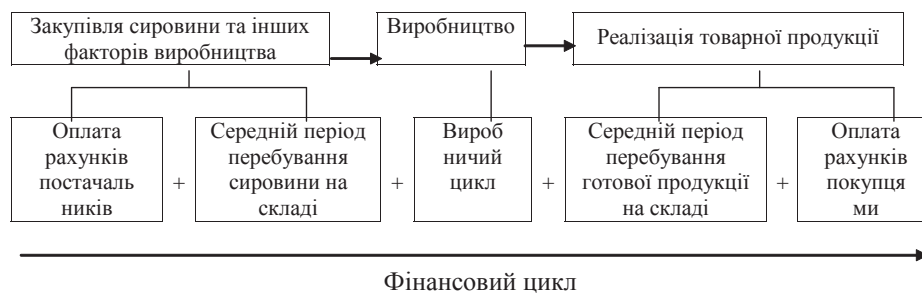 Закупівля сировини та інших
факторів виробництва
Виробництво
Реалізація товарної продукції
Оплата
рахунків
постачаль
ників
+
Середній період
перебування
сировини на
складі
+
Вироб
ничий
цикл
+
Середній період
перебування
готової продукції
на складі
+
Оплата
рахунків
покупця
ми
Фінансовий цикл